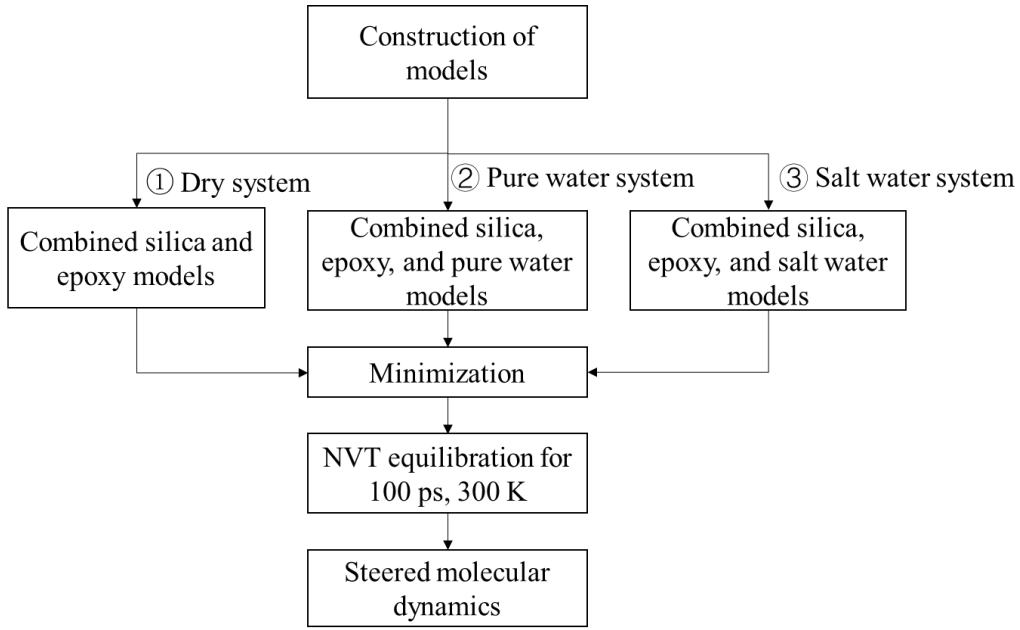 Construction of
models
① Dry system
② Pure water system
③ Salt water system
Combined silica and
epoxy models
Combined silica,
epoxy, and pure water
models
Combined silica,
epoxy, and salt water
models
Minimization
NVT equilibration for
100 ps, 300 K
Steered molecular
dynamics